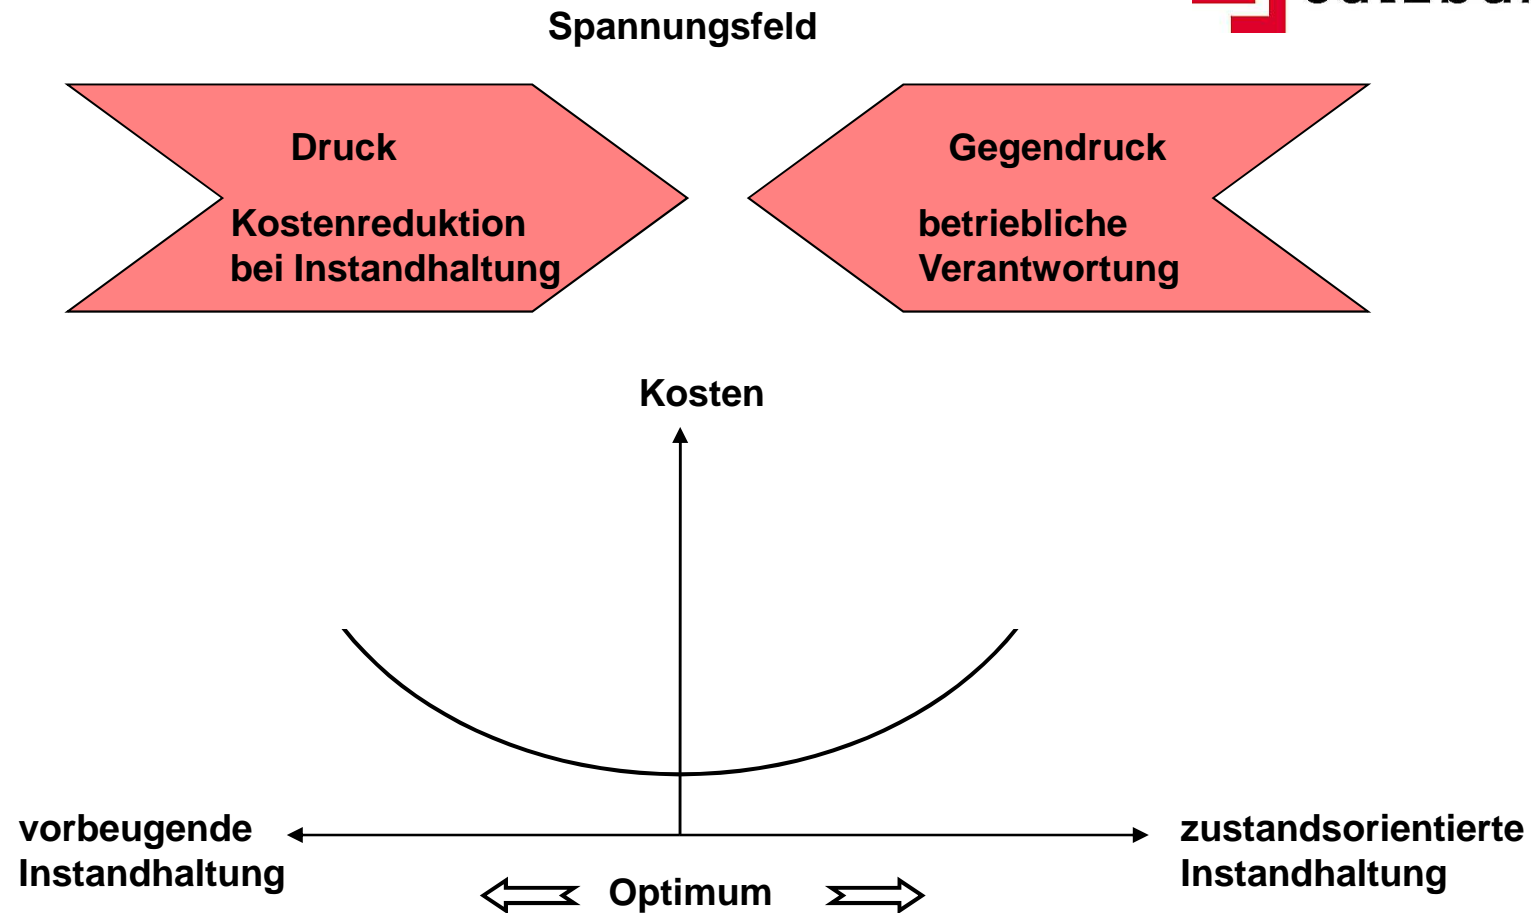 Spannungsfeld
Druck
Kostenreduktion
bei Instandhaltung
Gegendruck
betriebliche
Verantwortung
Kosten
vorbeugende
Instandhaltung
zustandsorientierte
Instandhaltung
Optimum